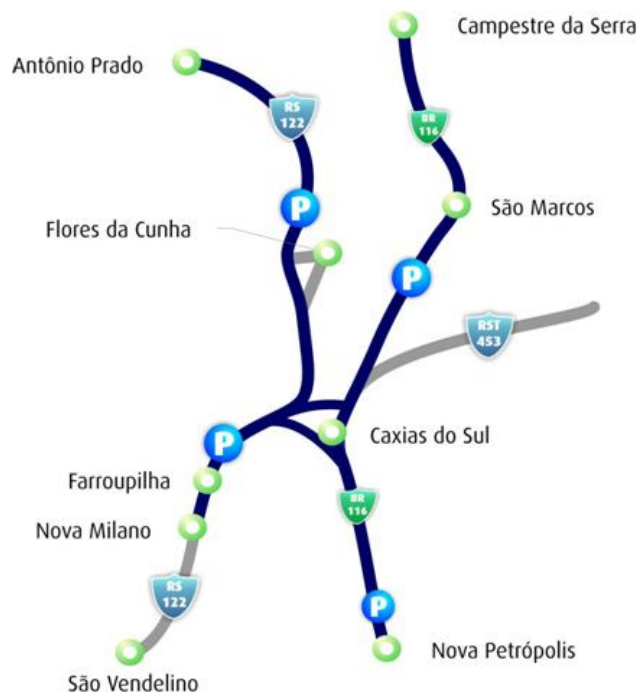 Campestre da Serra
Antônio Prado
RS
122
BR
116
P
São Marcos
Flores da Cunha
P
RST
453
P
Caxias do Sul
Farroupilha
BR
116
Nova Milano
RS
122
P
Nova Petrópolis
São Vendelino